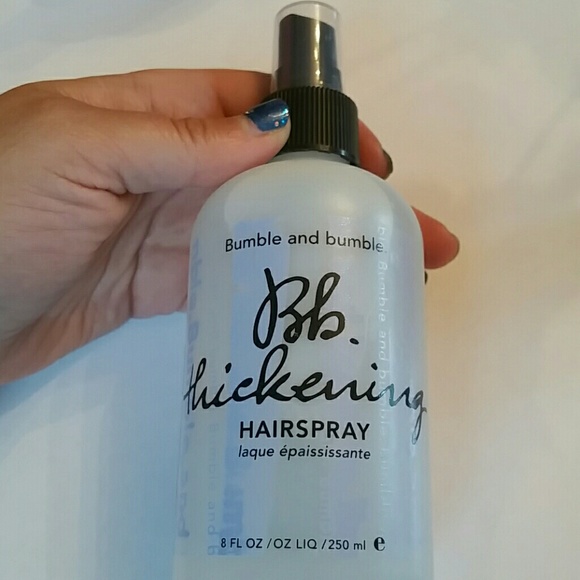 Bumble and bumble
Bb.
thickening
HAIRSPRAY
laque épaississante
8 FL OZ / OZ LIQ / 250 ml e